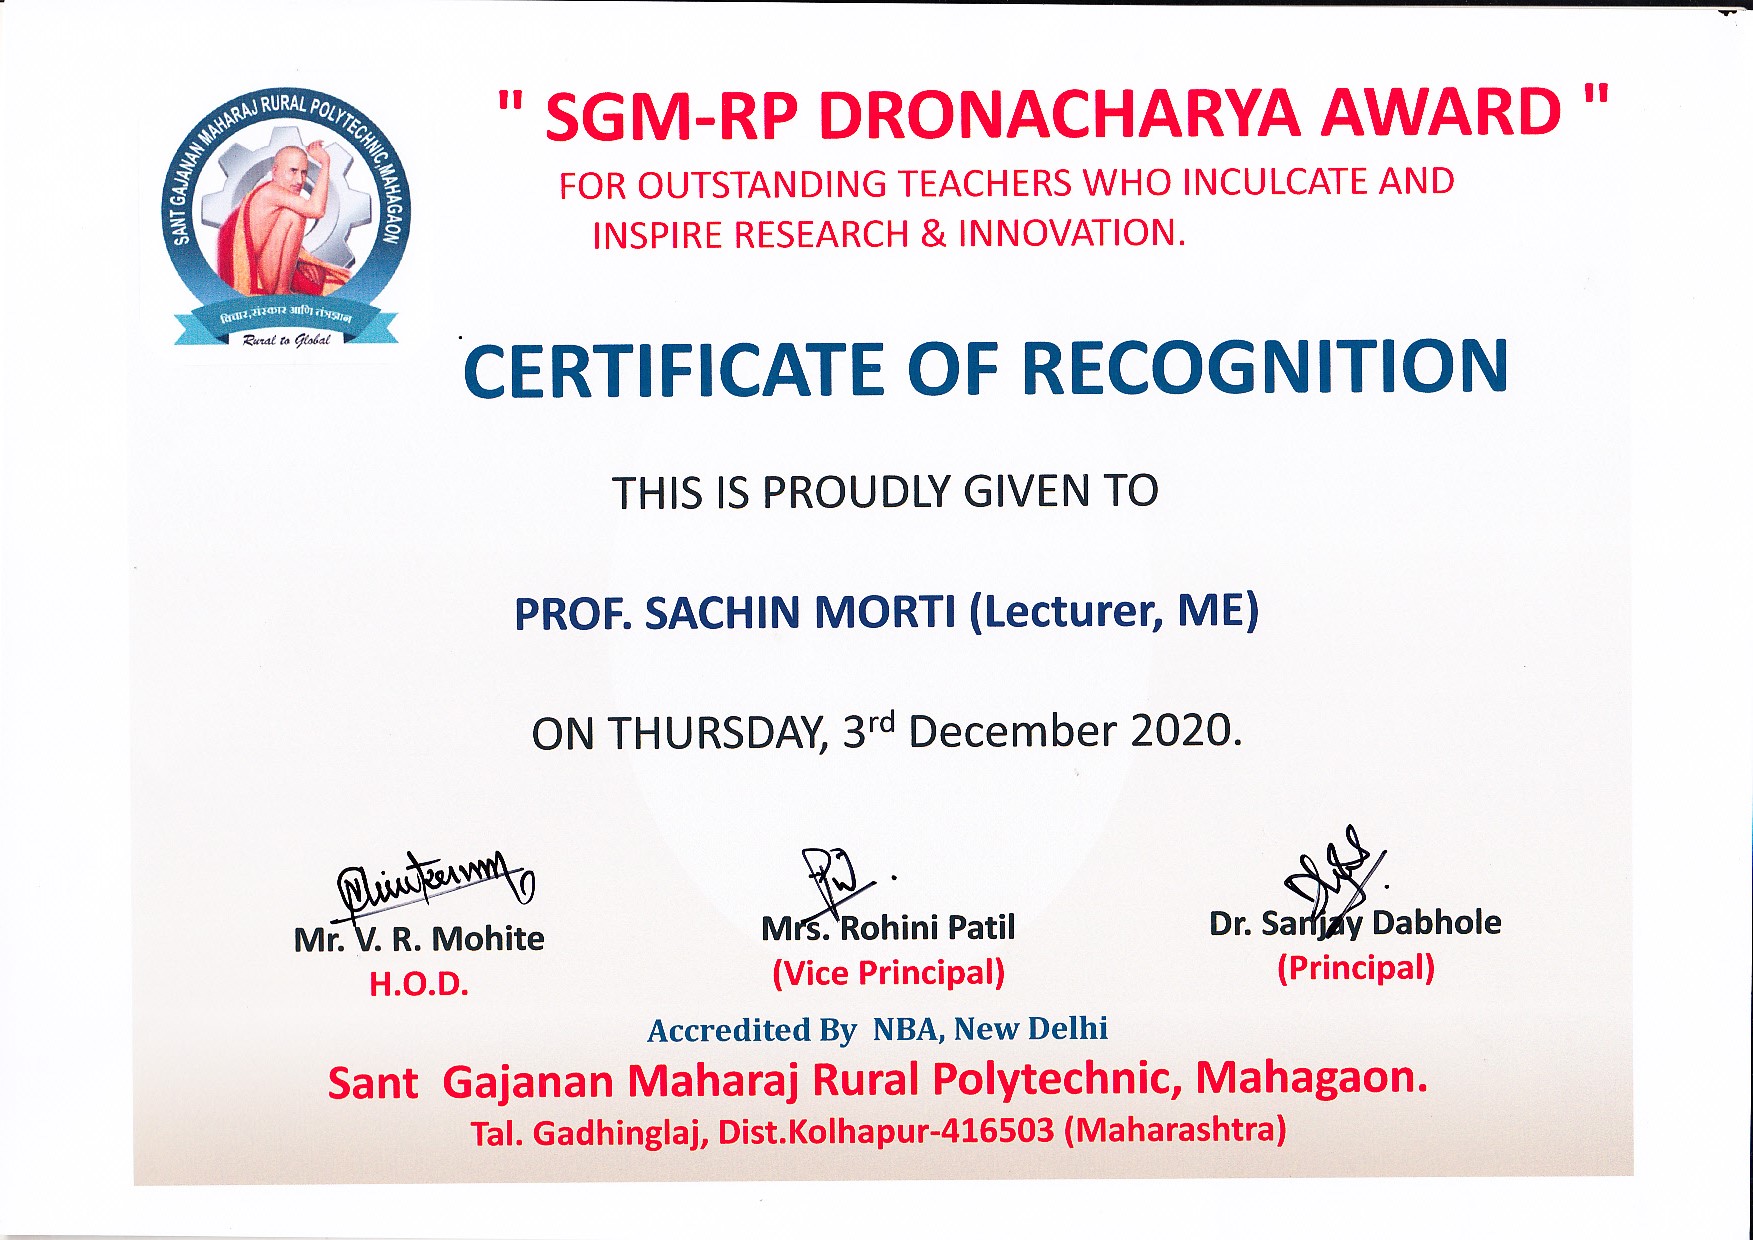 SANT GAJANAN MAHARAJ RURAL POLYTECHNIC, MAHAGAON
विचार,संस्कार आणि तंत्रज्ञान
Rural to Global
" SGM-RP DRONACHARYA AWARD "
FOR OUTSTANDING TEACHERS WHO INCULCATE AND
INSPIRE RESEARCH & INNOVATION.
CERTIFICATE OF RECOGNITION
THIS IS PROUDLY GIVEN TO
PROF. SACHIN MORTI (Lecturer, ME)
ON THURSDAY, 3rd December 2020.
Mr. V. R. Mohite
H.O.D.
Mrs. Rohini Patil
(Vice Principal)
Dr. Sanjay Dabhole
(Principal)
Accredited By NBA, New Delhi
Sant Gajanan Maharaj Rural Polytechnic, Mahagaon.
Tal. Gadhinglaj, Dist.Kolhapur-416503 (Maharashtra)